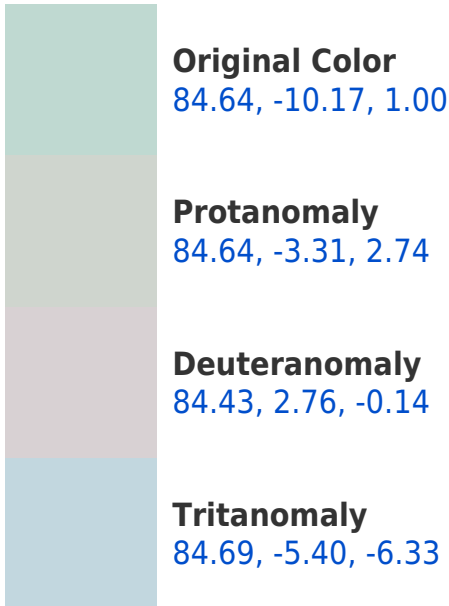 Original Color
84.64, -10.17, 1.00
Protanomaly
84.64, -3.31, 2.74
Deuteranomaly
84.43, 2.76, -0.14
Tritanomaly
84.69, -5.40, -6.33